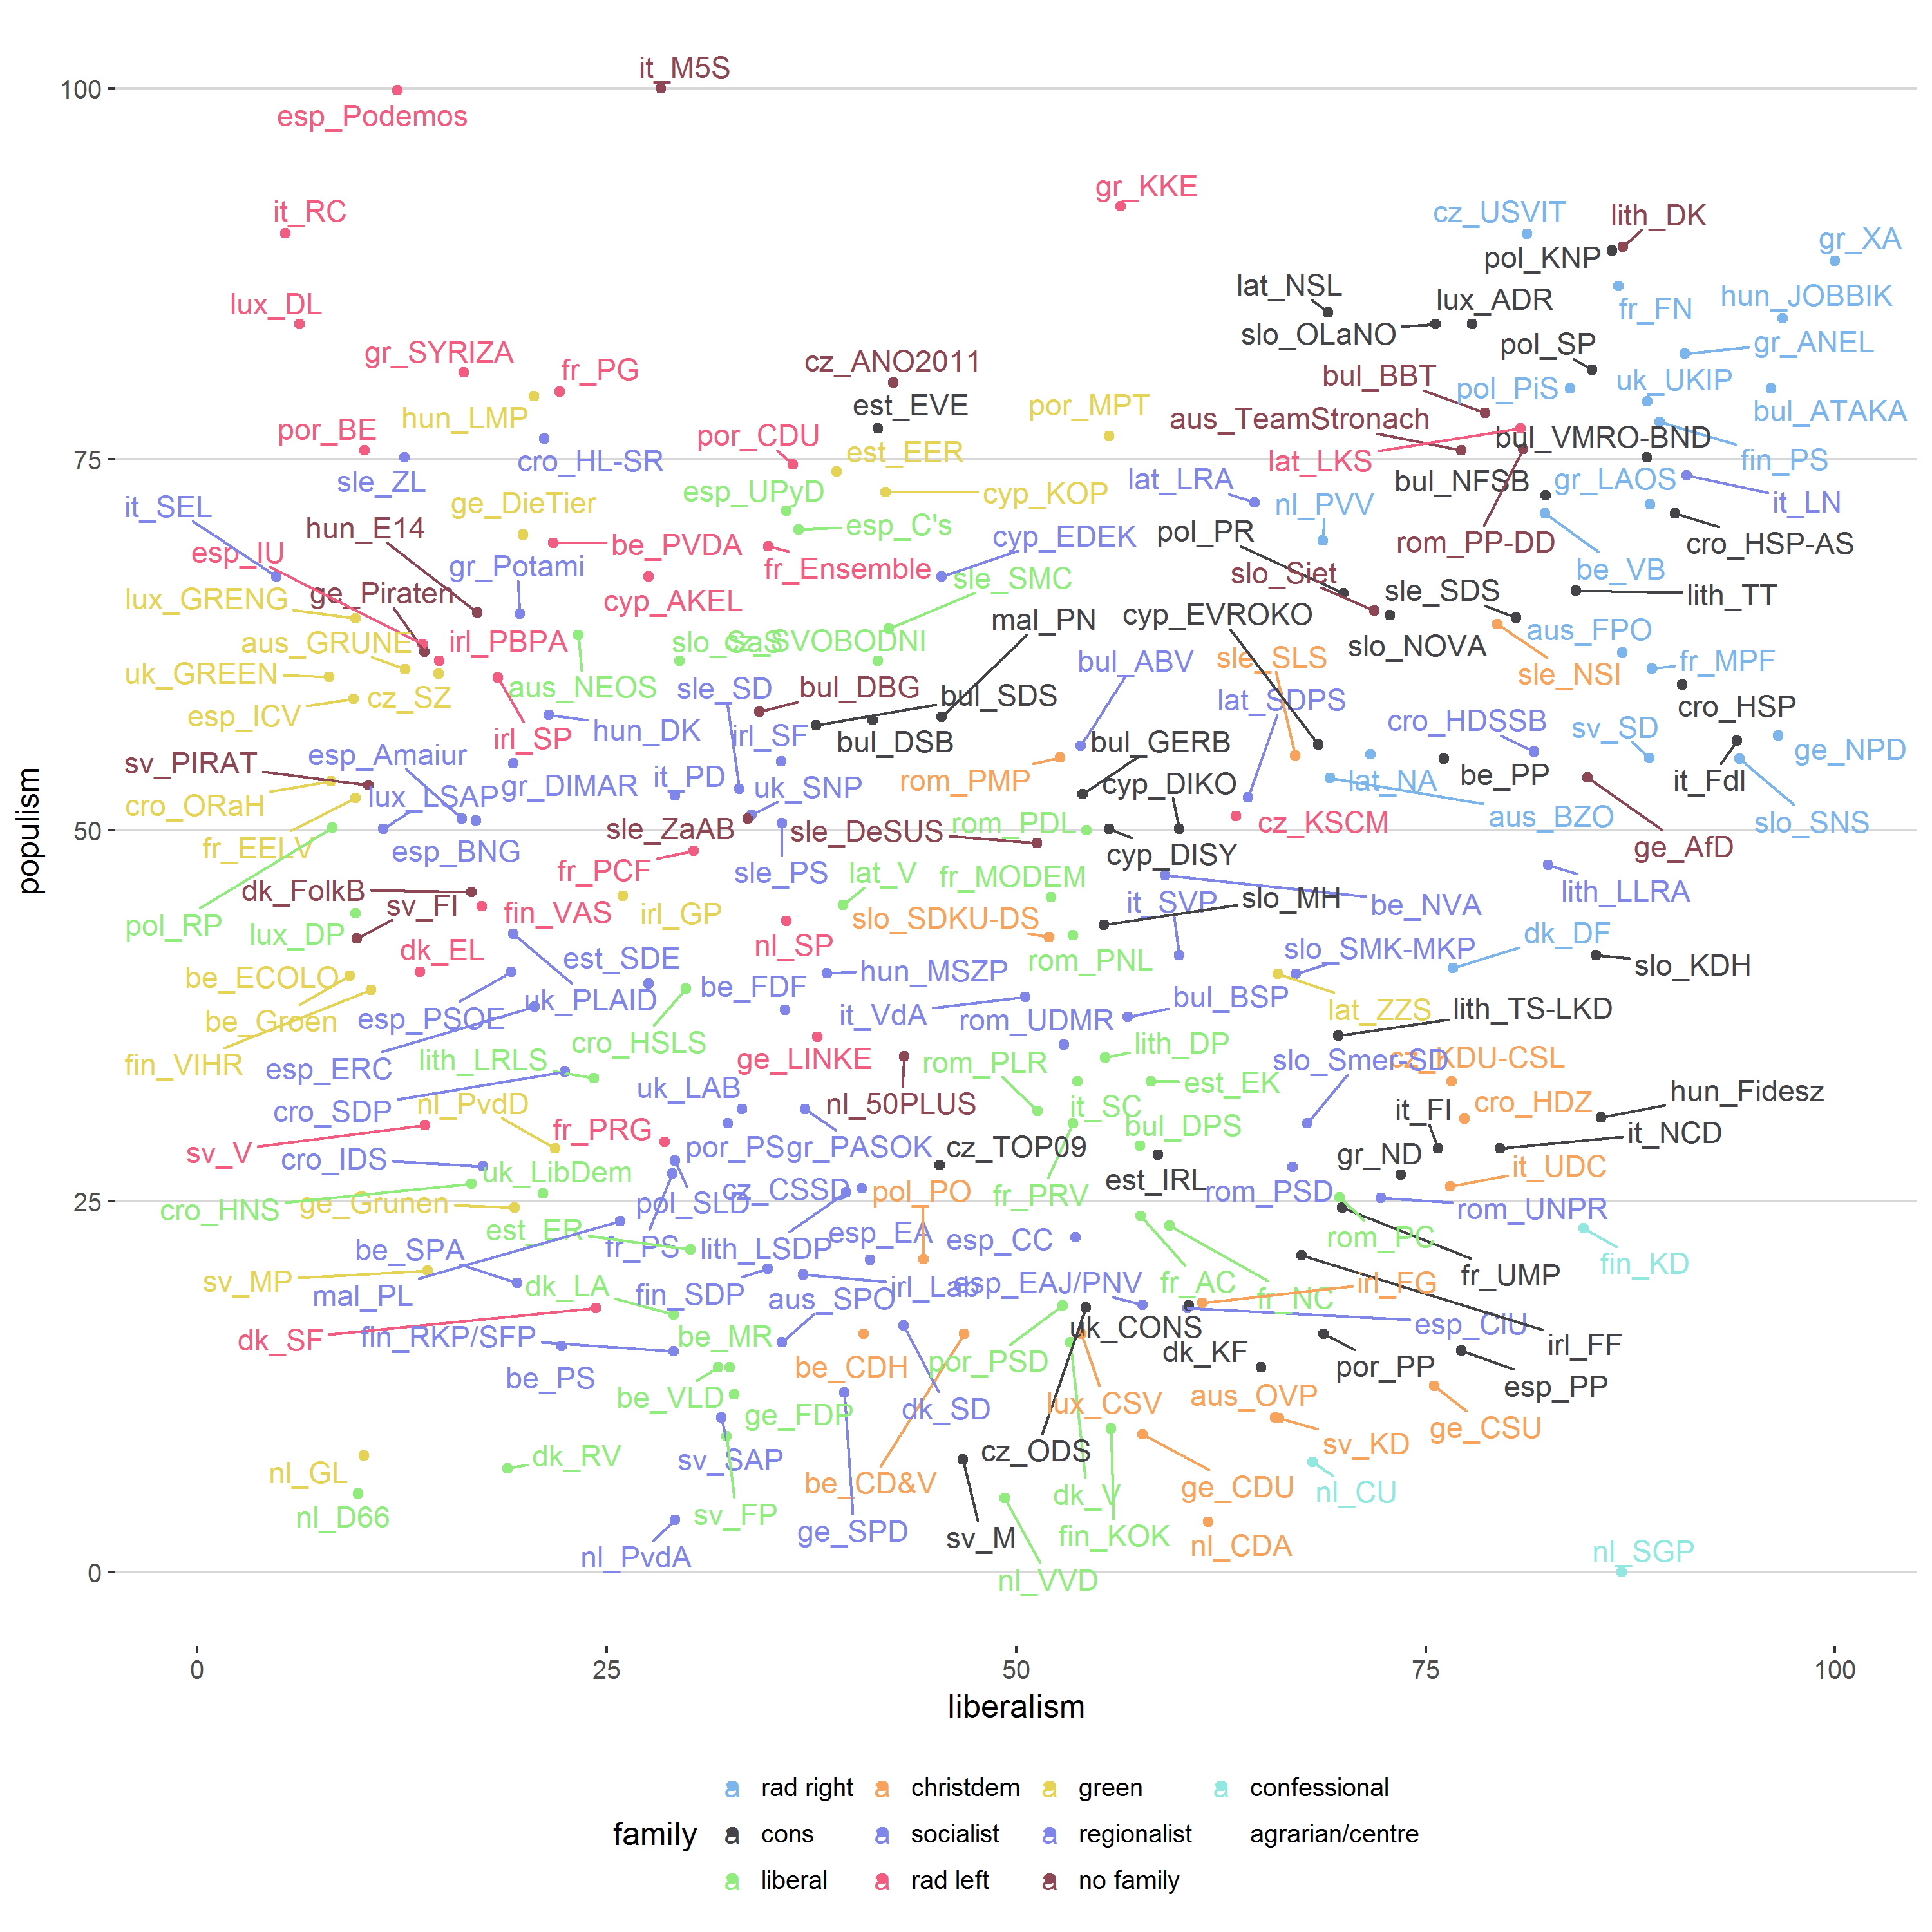 it_M5S
100
esp_Podemos
gr_KKE
it_RC
cz_USVIT
lith_DK
gr_XA
pol_KNP
lat_NSL
lux_ADR
fr_FN
hun_JOBBIK
lux_DL
slo_OLaNO
pol_SP
gr_ANEL
gr_SYRIZA
fr_PG
cz_ANO2011
bul_BBT
pol_PiS
uk_UKIP
est_EVE
por_MPT
bul_ATAKA
hun_LMP
aus_TeamStronach
por_BE
por_CDU
bul_VMRO-BND
75
cro_HL-SR
est_EER
lat_LKS
fin_PS
sle_ZL
lat_LRA
bul_NFSB
gr_LAOS
esp_UPyD
cyp_KOP
it_SEL
ge_DieTier
nl_PVV
it_LN
hun_E14
esp_C's
cyp_EDEK
pol_PR
rom_PP-DD
cro_HSP-AS
esp_IU
be_PVDA
gr_Potami
fr_Ensemble
slo_Siet
be_VB
sle_SMC
lux_GRENG
ge_Piraten
cyp_AKEL
sle_SDS
lith_TT
mal_PN
cyp_EVROKO
aus_GRUNE
irl_PBPA
slo_SaS
cz_SVOBODNI
slo_NOVA
aus_FPO
uk_GREEN
bul_ABV
sle_SLS
sle_NSI
fr_MPF
aus_NEOS
sle_SD
bul_DBG
bul_SDS
esp_ICV
cz_SZ
lat_SDPS
cro_HSP
irl_SP
hun_DK
irl_SF
bul_DSB
bul_GERB
cro_HDSSB
sv_SD
ge_NPD
sv_PIRAT
esp_Amaiur
gr_DIMAR
it_PD
uk_SNP
rom_PMP
cyp_DIKO
lat_NA
be_PP
it_FdI
cro_ORaH
lux_LSAP
aus_BZO
slo_SNS
50
sle_ZaAB
sle_DeSUS
rom_PDL
cz_KSCM
fr_EELV
esp_BNG
cyp_DISY
ge_AfD
fr_PCF
sle_PS
lat_V
fr_MODEM
dk_FolkB
lith_LLRA
sv_FI
fin_VAS
irl_GP
it_SVP
slo_MH
be_NVA
pol_RP
lux_DP
slo_SDKU-DS
dk_EL
nl_SP
slo_SMK-MKP
dk_DF
est_SDE
rom_PNL
slo_KDH
be_ECOLO
be_FDF
hun_MSZP
uk_PLAID
bul_BSP
be_Groen
esp_PSOE
it_VdA
rom_UDMR
lat_ZZS
lith_TS-LKD
cro_HSLS
lith_DP
fin_VIHR
esp_ERC
lith_LRLS
ge_LINKE
rom_PLR
slo_Smer-SD
cz_KDU-CSL
est_EK
uk_LAB
hun_Fidesz
cro_SDP
nl_PvdD
nl_50PLUS
it_SC
it_FI
cro_HDZ
bul_DPS
sv_V
fr_PRG
por_PS
gr_PASOK
cz_TOP09
it_NCD
cro_IDS
uk_LibDem
gr_ND
it_UDC
est_IRL
25
cro_HNS
ge_Grunen
pol_SLD
cz_CSSD
pol_PO
fr_PRV
rom_PSD
rom_UNPR
est_ER
esp_EA
esp_CC
rom_PC
be_SPA
fr_PS
lith_LSDP
fin_KD
sv_MP
fr_UMP
mal_PL
dk_LA
fin_SDP
aus_SPO
irl_Lab
esp_EAJ/PNV
fr_AC
fr_NC
irl_FG
dk_SF
fin_RKP/SFP
be_MR
uk_CONS
esp_CiU
irl_FF
be_PS
be_CDH
por_PSD
dk_KF
por_PP
esp_PP
be_VLD
ge_FDP
dk_SD
lux_CSV
aus_OVP
ge_CSU
sv_KD
nl_GL
dk_RV
sv_SAP
cz_ODS
be_CD&V
dk_V
ge_CDU
nl_CU
nl_D66
sv_FP
ge_SPD
sv_M
fin_KOK
nl_CDA
nl_PvdA
nl_SGP
0
nl_VVD
populism
0 25 50 75 100
liberalism
family
a rad right a christdem a green a confessional
a cons a socialist a regionalist agrarian/centre
a liberal a rad left a no family